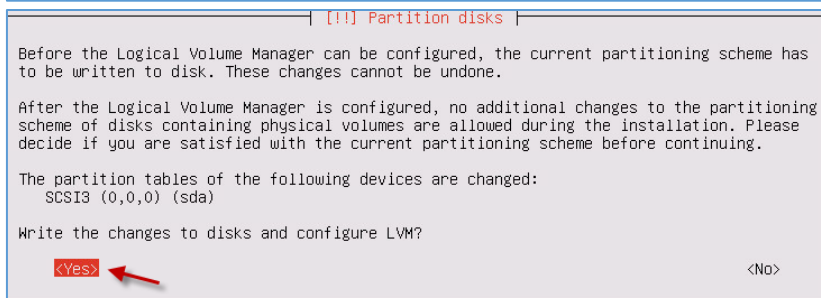 [!!] Partition disks
Before the Logical Volume Manager can be configured, the current partitioning scheme has
to be written to disk. These changes cannot be undone.
After the Logical Volume Manager is configured, no additional changes to the partitioning
scheme of disks containing physical volumes are allowed during the installation. Please
decide if you are satisfied with the current partitioning scheme before continuing.
The partition tables of the following devices are changed:
SCSI3 (0,0,0) (sda)
Write the changes to disks and configure LVM?
<Yes> <No>